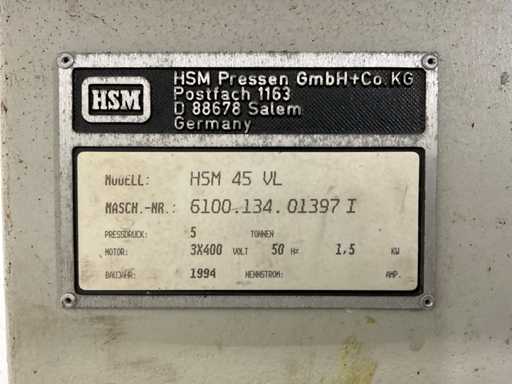 HSM
HSM Pressen GmbH+Co.KG
Postfach 1163
D 88678 Salem
Germany
MODELL: HSM 45 VL
MASCH.-NR.: 6100.134.01397 I
PRESSDRUCK: 5 TONNEN
MOTOR: 3X400 VOLT 50 Hz 1,5 KW
BAUJAHR: 1994 NENNSTROM: AMP.